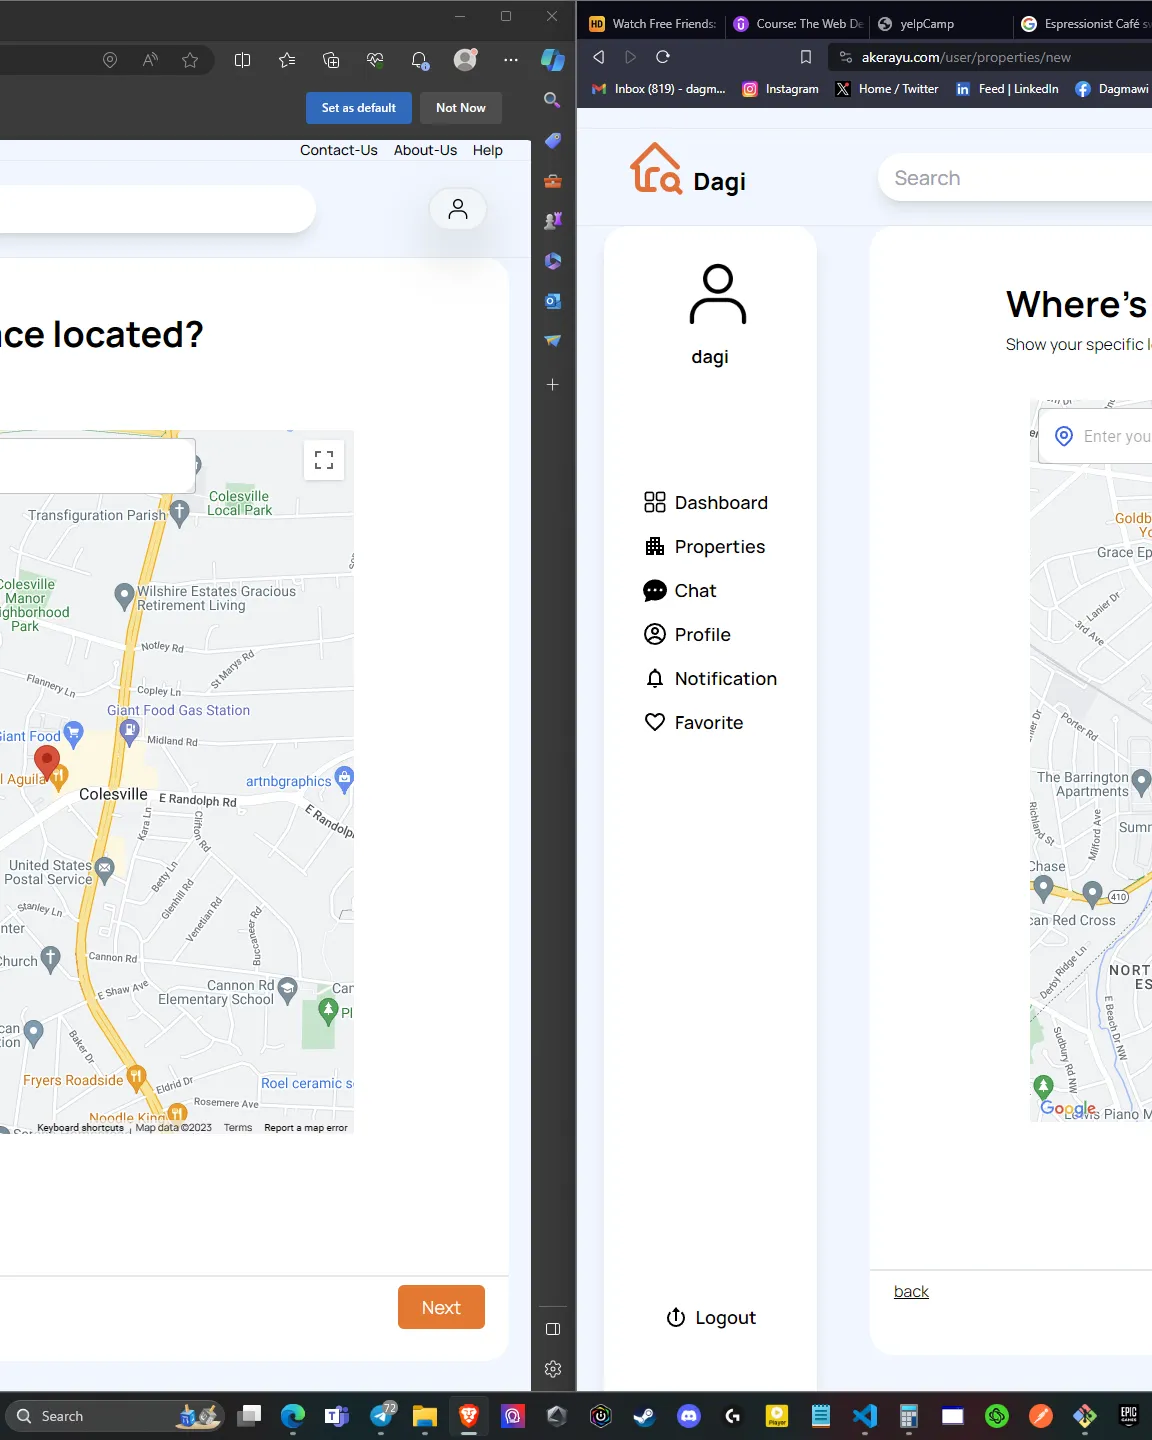 Set as default
Not Now
Contact-Us
About-Us
Help
ce located?
Colesville
Local Park
Transfiguration Parish
Colesville
Manor
ighborhood
Park
Wilshire Estates Gracious
Retirement Living
Notley Rd
St Marys Rd
Flannery Ln
Copley Ln
Giant Food Gas Station
Giant Food
Midland Rd
l Aguila
artnbgraphics
Colesville
E Randolph Rd
E Randolph
Kara Ln
Clifton Rd
United States
Postal Service
Betty Ln
Glenhill Rd
Venetian Rd
Buccaneer Rd
Stanley Ln
nter
Church
Cannon Rd
E Shaw Ave
Cannon Rd
Elementary School
Can
Pl
can
ion
Baker Dr
Fryers Roadside
Eldrid Dr
Roel ceramic s
Noodle King
Rosemere Ave
Keyboard shortcuts
Map data ©2023
Terms
Report a map error
Next
HD
Watch Free Friends:
Course: The Web De
yelpCamp
Espressionist Café s
akerayu.com/user/properties/new
Inbox (819) - dagm...
Instagram
Home / Twitter
Feed | LinkedIn
Dagmawi
Dagi
Search
dagi
Dashboard
Properties
Chat
Profile
Notification
Favorite
Logout
Where's
Show your specific l
Enter you
Goldb
Yo
Grace Ep
Lanier Dr
3rd Ave
Porter Rd
The Barrington
Apartments
Richland St
Milford Ave
Summ
Chase
410
can Red Cross
Derby Ridge Ln
NORT
ES
E Beach Dr NW
Sudbury Rd NW
Google
Lewis Piano M
back
Search
72
Player
EPIC
GAMES